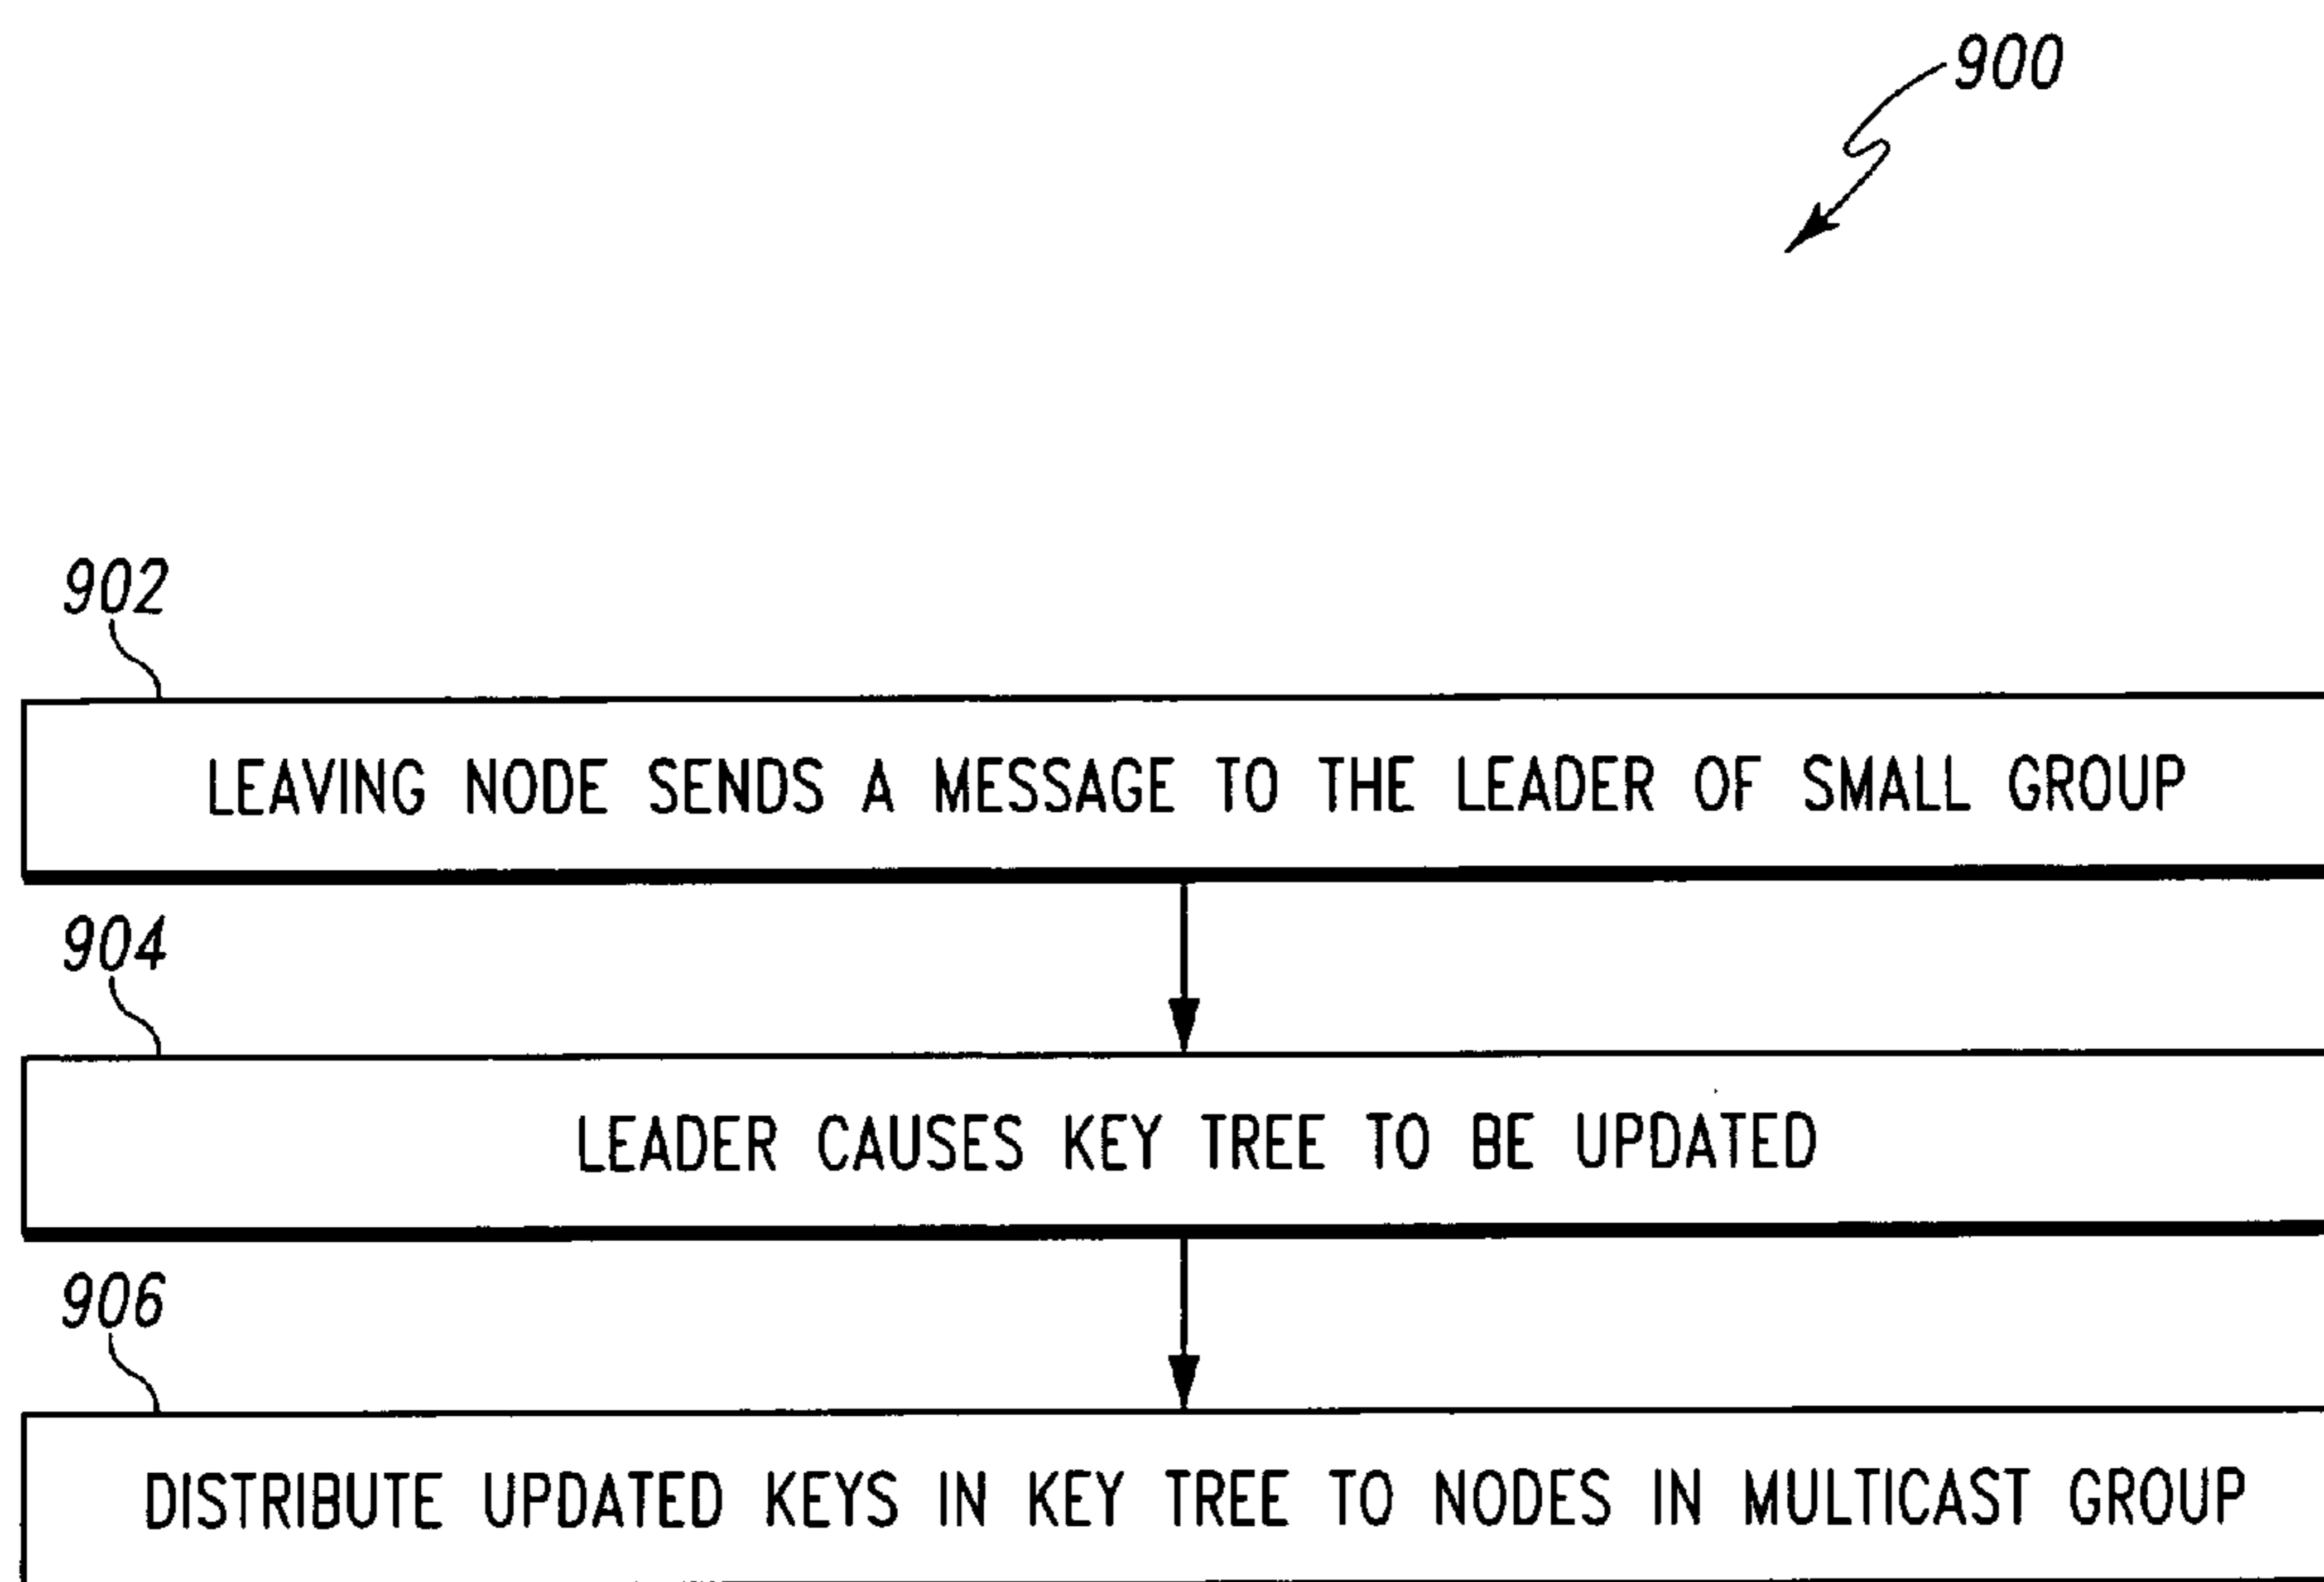 900
902
LEAVING NODE SENDS A MESSAGE TO THE LEADER OF SMALL GROUP
904
LEADER CAUSES KEY TREE TO BE UPDATED
906
DISTRIBUTE UPDATED KEYS IN KEY TREE TO NODES IN MULTICAST GROUP